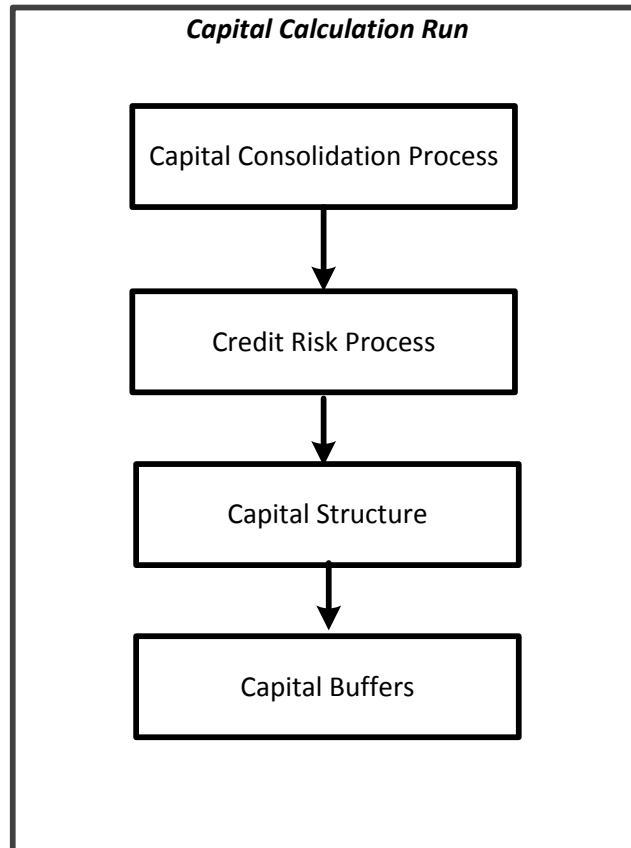 Capital Calculation Run
Capital Consolidation Process
Credit Risk Process
Capital Structure
Capital Buffers